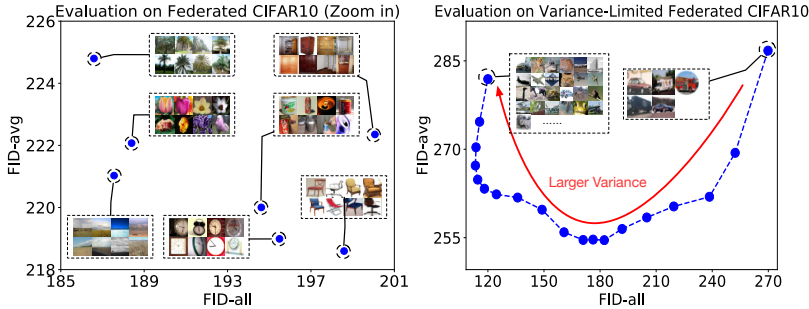 Evaluation on Federated CIFAR10 (Zoom in)
226
224
222
220
218
FID-avg
185
189
193
197
201
FID-all
Evaluation on Variance-Limited Federated CIFAR10
285
270
255
FID-avg
Larger Variance
120
150
180
210
240
270
FID-all